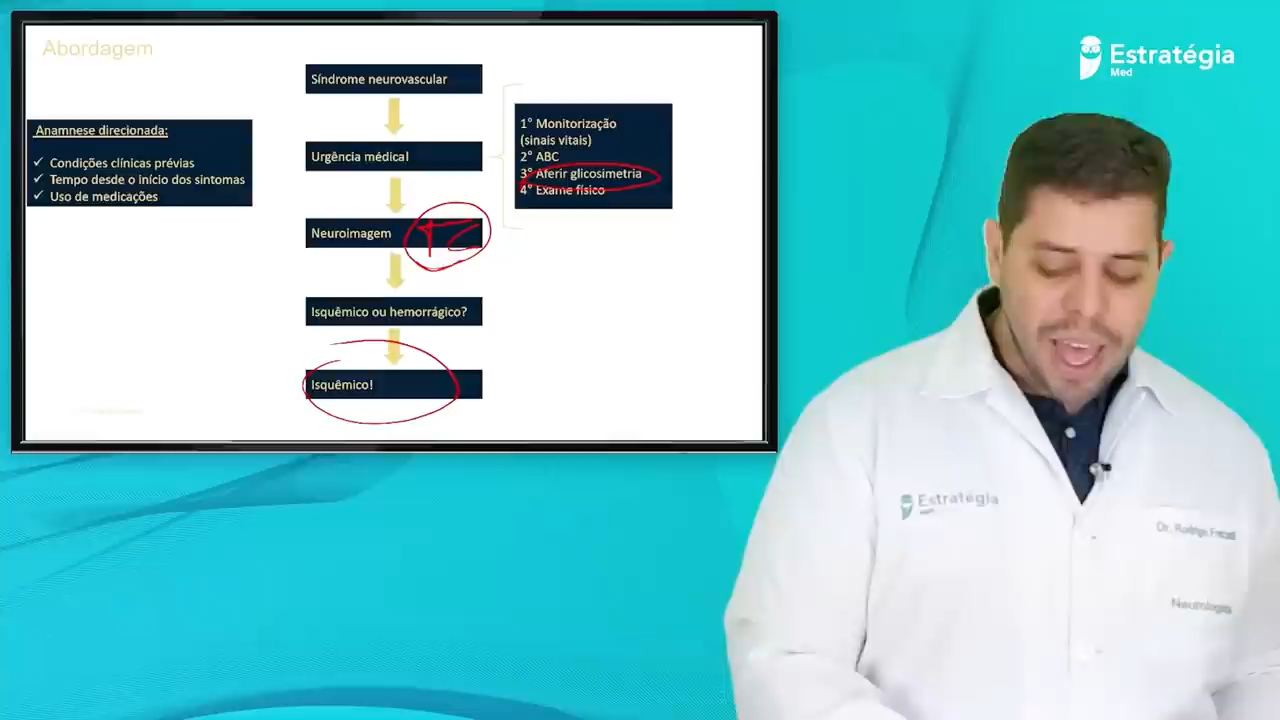 Abordagem
Anamnese direcionada:
✓ Condições clínicas prévias
✓ Tempo desde o início dos sintomas
✓ Uso de medicações
Síndrome neurovascular
Urgência médical
Neuroimagem
TC
Isquêmico ou hemorrágico?
Isquêmico!
1° Monitorização
(sinais vitais)
2° ABC
3° Aferir glicosimetria
4° Exame físico
Estratégia
Med
Estratégia
Dr. Rodrigo
Neurologia